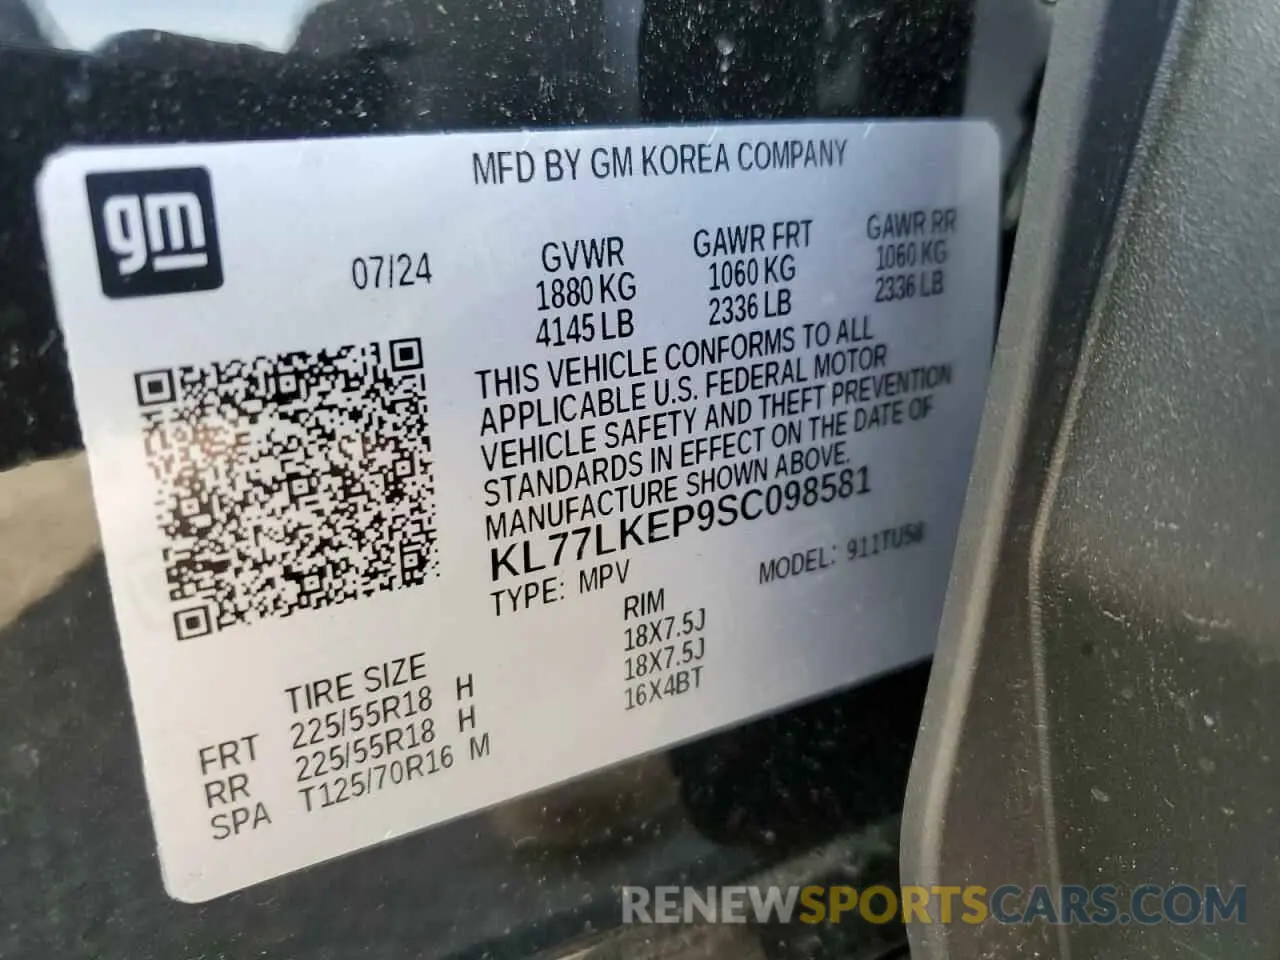 MFD BY GM KOREA COMPANY
gm
07/24
GVWR GAWR FRT GAWR RR
1880 KG 1060 KG 1060 KG
4145 LB 2336 LB 2336 LB
THIS VEHICLE CONFORMS TO ALL
APPLICABLE U.S. FEDERAL MOTOR
VEHICLE SAFETY AND THEFT PREVENTION
STANDARDS IN EFFECT ON THE DATE OF
MANUFACTURE SHOWN ABOVE.
KL77LKEP9SC098581
TYPE: MPV MODEL: 911TU58
TIRE SIZE RIM
FRT 225/55R18 H 18X7.5J
RR 225/55R18 H 18X7.5J
SPA T125/70R16 M 16X4BT
RENEWSPORTSCARS.COM